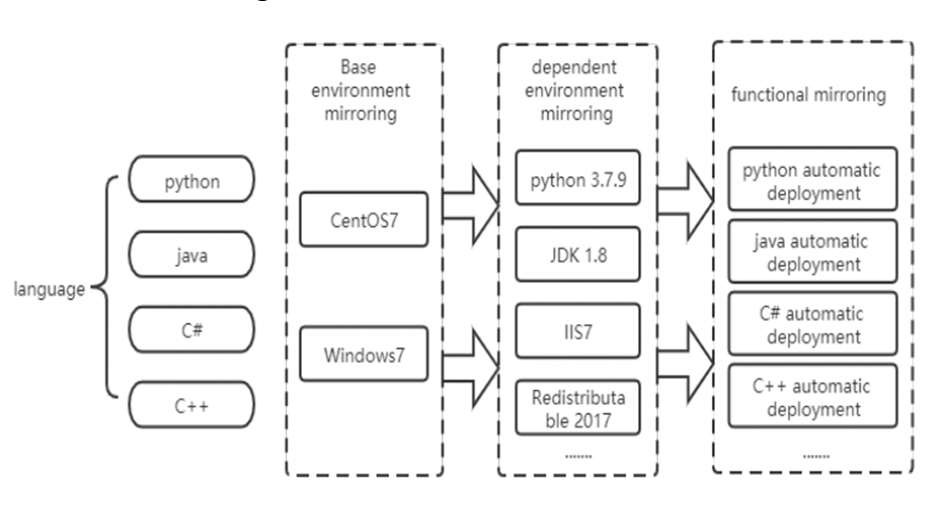 language
python
java
C#
C++
Base
environment
mirroring
CentOS7
Windows7
dependent
environment
mirroring
python 3.7.9
JDK 1.8
IIS7
Redistributa
ble 2017
.......
functional mirroring
python automatic
deployment
java automatic
deployment
C# automatic
deployment
C++ automatic
deployment
.......